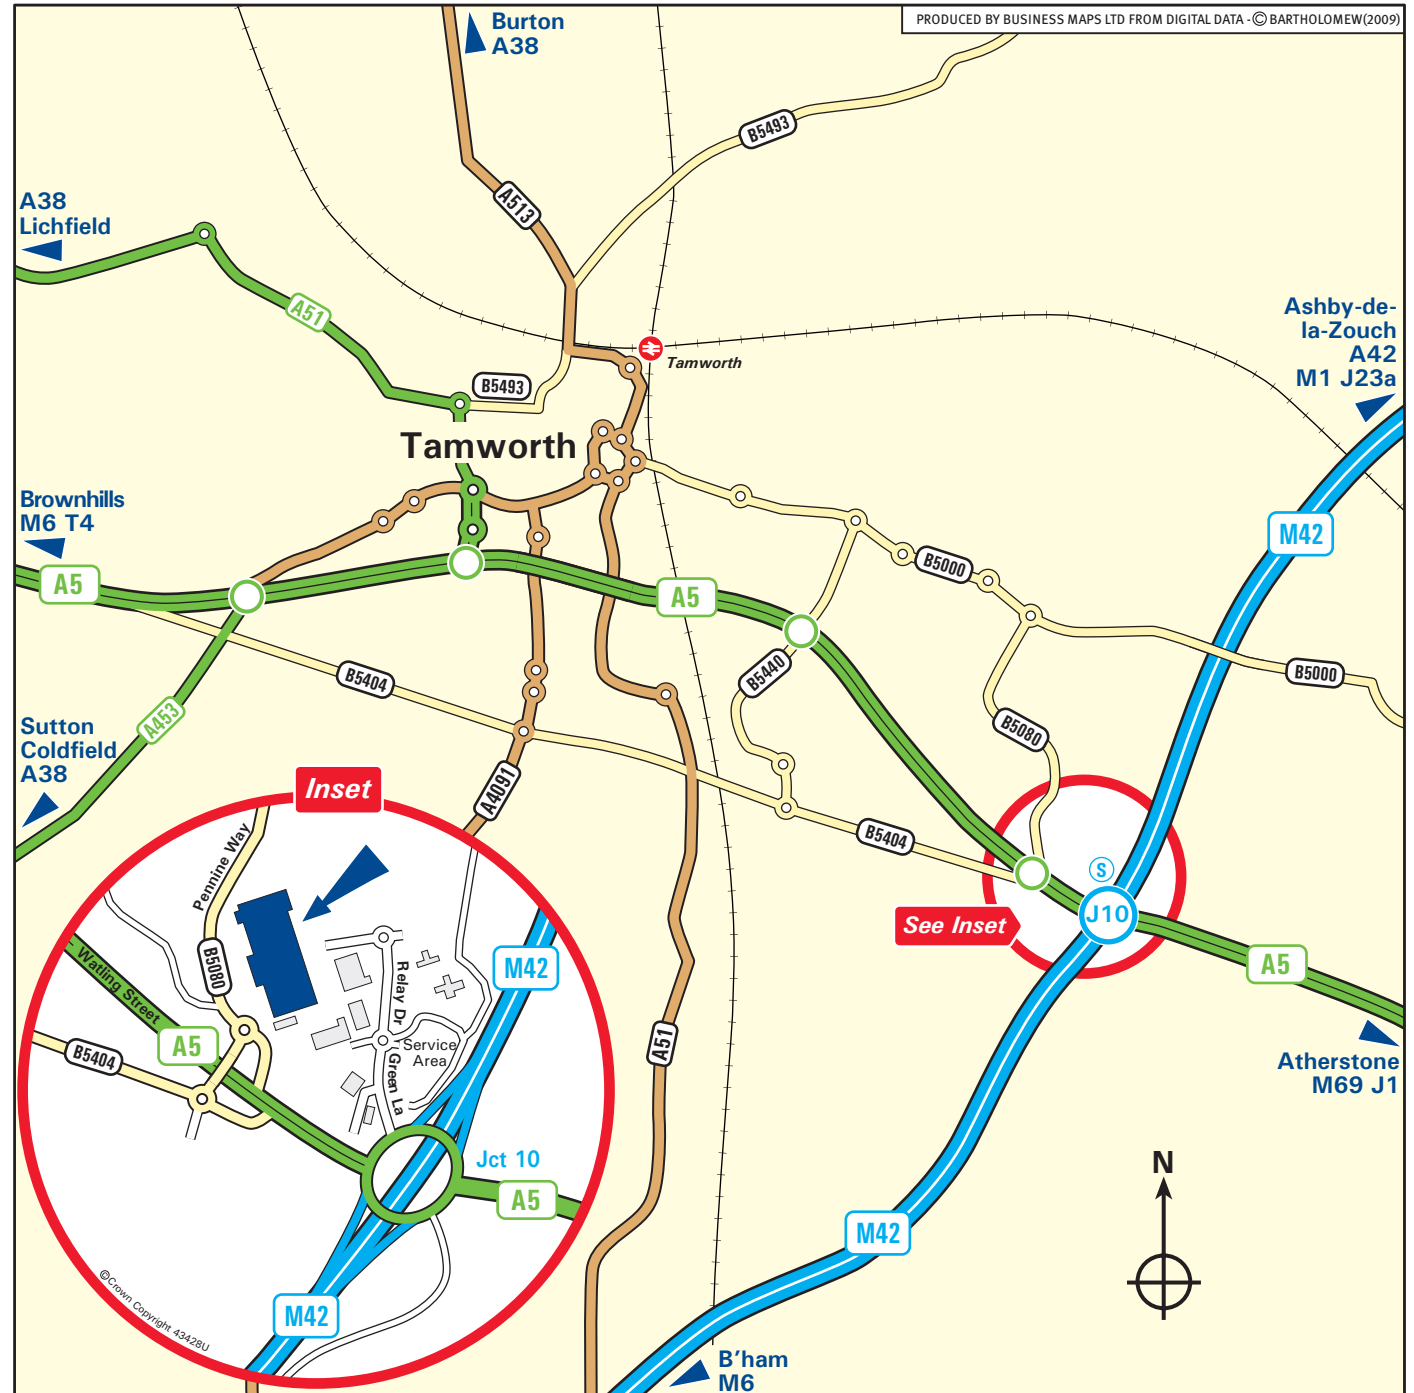 PRODUCED BY BUSINESS MAPS LTD FROM DIGITAL DATA - © BARTHOLOMEW(2009)
Burton
A38
B5493
A513
A38
Lichfield
A51
Ashby-de-
la-Zouch
A42
M1 J23a
Tamworth
B5493
Tamworth
Brownhills
M6 T4
M42
A5
A5
B5000
B5440
B5404
B5000
A453
B5080
Sutton
Coldfield
A38
Inset
A4091
B5404
S
J10
See Inset
A5
Pennine Way
B5080
M42
Watling Street
A5
B5404
Relay Dr
Green La
Service
Area
A51
Atherstone
M69 J1
Jct 10
A5
N
M42
M42
©Crown Copyright 43428U
B'ham
M6